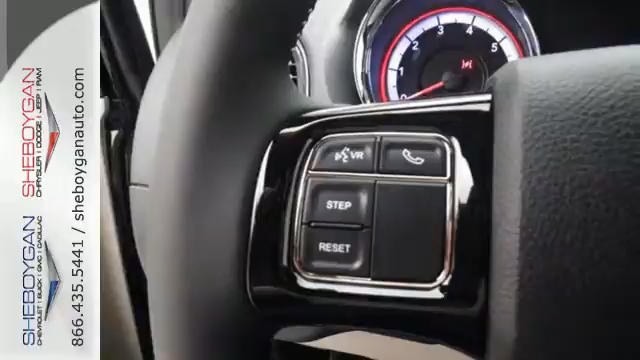 SHEBOYGAN
CHRYSLER | DODGE | JEEP | RAM
SHEBOYGAN
CHEVROLET | BUICK | GMC | CADILLAC
866.435.5441 / sheboyganauto.com
0 1 2 3 4 5
VR
STEP
RESET